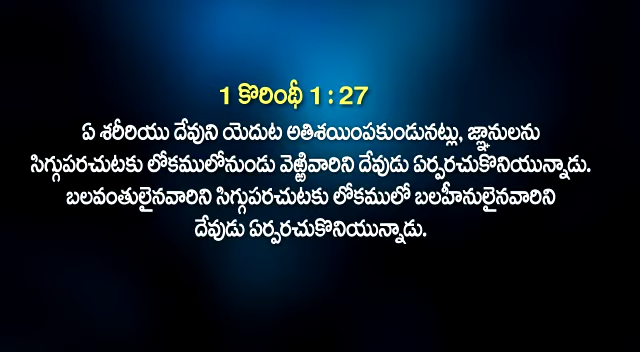 1 కొరింథీ 1 : 27
ఏ శరీరియు దేవుని యెదుట అతిశయింపకుండునట్లు, జ్ఞానులను
సిగ్గుపరచుటకు లోకములోనుండు వెఱ్ఱివారిని దేవుడు ఏర్పరచుకొనియున్నాడు.
బలవంతులైనవారిని సిగ్గుపరచుటకు లోకములో బలహీనులైనవారిని
దేవుడు ఏర్పరచుకొనియున్నాడు.